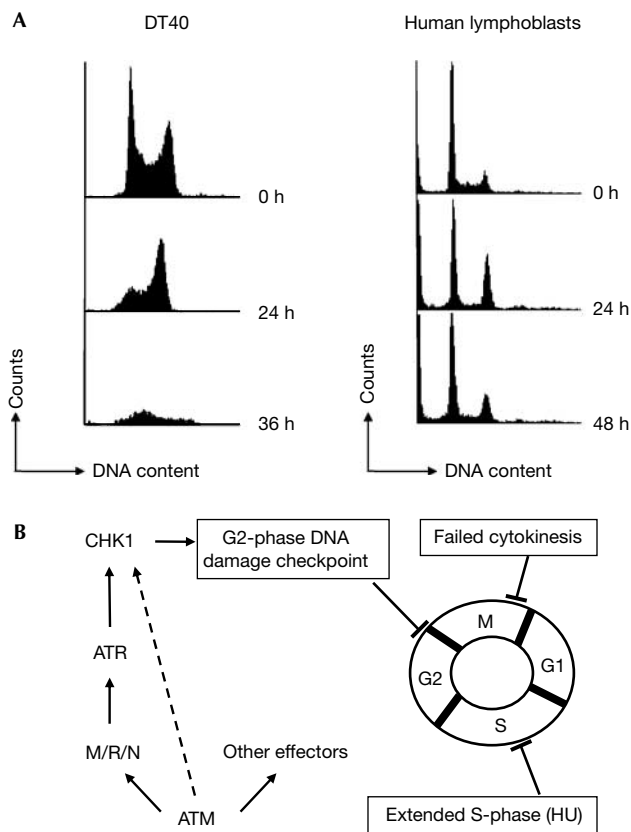 A
DT40
Human lymphoblasts
0 h
0 h
24 h
24 h
36 h
48 h
Counts
DNA content
Counts
DNA content
B
CHK1
G2-phase DNA
damage checkpoint
Failed cytokinesis
ATR
M
G2
G1
S
M/R/N
Other effectors
ATM
Extended S-phase (HU)